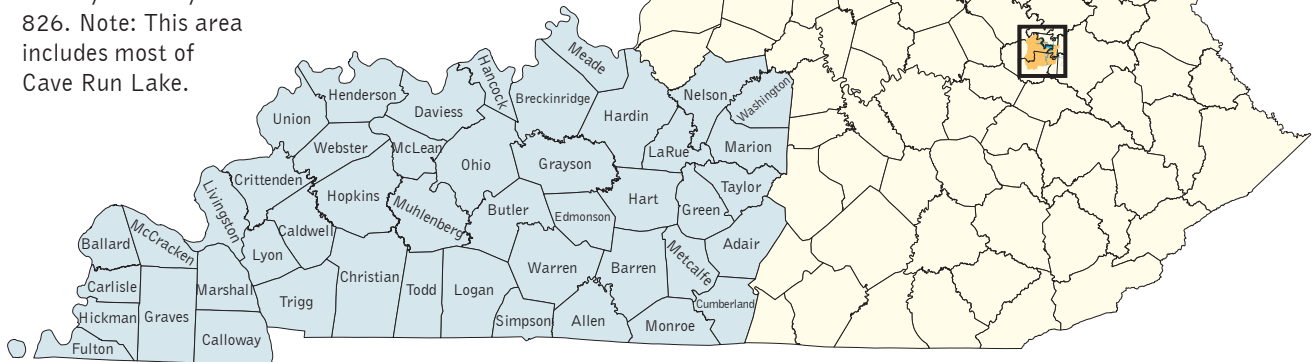 826. Note: This area
includes most of
Cave Run Lake.
Meade
Hancock
Henderson
Breckinridge
Nelson
Washington
Daviess
Union
Hardin
Webster
McLean
LaRue
Marion
Ohio
Grayson
Crittenden
Taylor
Livingston
Hopkins
Hart
Muhlenberg
Butler
Green
Edmonson
McCracken
Caldwell
Ballard
Adair
Lyon
Metcalfe
Warren
Barren
Christian
Carlisle
Marshall
Todd
Logan
Trigg
Cumberland
Hickman
Graves
Simpson
Allen
Monroe
Calloway
Fulton